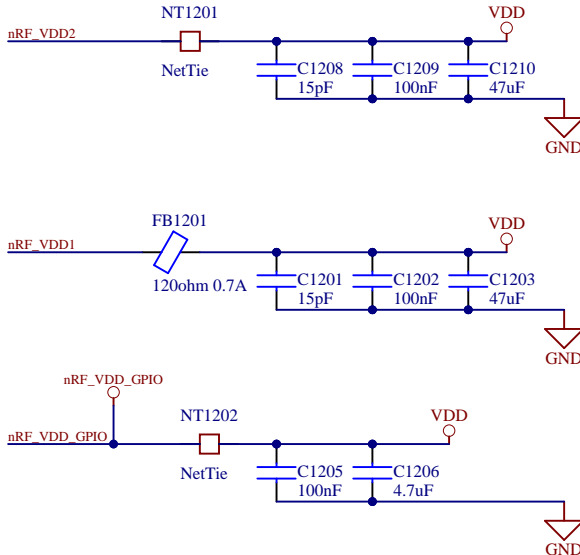 NT1201
VDD
nRF_VDD2
NetTie
C1208
C1209
C1210
15pF
100nF
47uF
GND
FB1201
VDD
nRF_VDD1
120ohm 0.7A
C1201
C1202
C1203
15pF
100nF
47uF
GND
nRF_VDD_GPIO
NT1202
VDD
nRF_VDD_GPIO
NetTie
C1205
C1206
100nF
4.7uF
GND